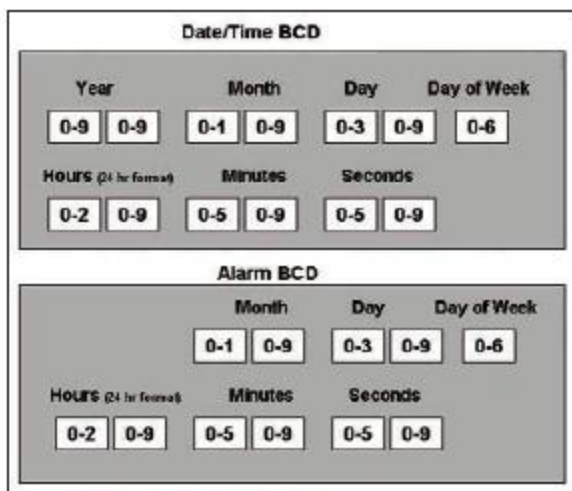 Date/Time BCD
Year Month Day Day of Week
0-9 0-9 0-1 0-9 0-3 0-9 0-6
Hours (24 hr format) Minutes Seconds
0-2 0-9 0-5 0-9 0-5 0-9
Alarm BCD
Month Day Day of Week
0-1 0-9 0-3 0-9 0-6
Hours (24 hr format) Minutes Seconds
0-2 0-9 0-5 0-9 0-5 0-9